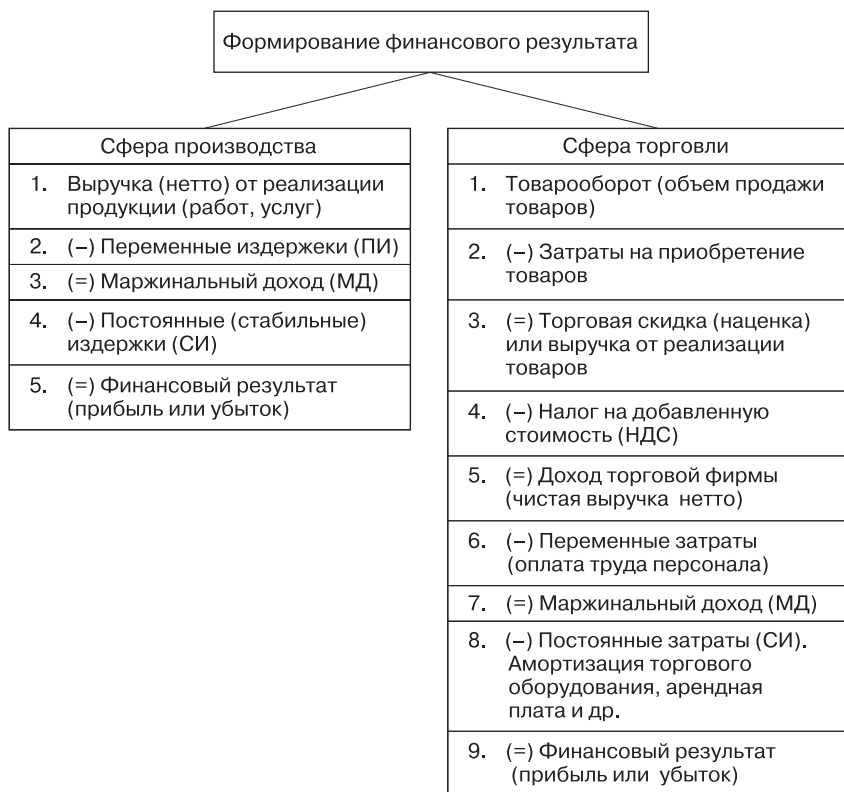 Формирование финансового результата
Сфера производства
1. Выручка (нетто) от реализации
продукции (работ, услуг)
2. (–) Переменные издержеки (ПИ)
3. (=) Маржинальный доход (МД)
4. (–) Постоянные (стабильные)
издержки (СИ)
5. (=) Финансовый результат
(прибыль или убыток)
Сфера торговли
1. Товарооборот (объем продажи
товаров)
2. (–) Затраты на приобретение
товаров
3. (=) Торговая скидка (наценка)
или выручка от реализации
товаров
4. (–) Налог на добавленную
стоимость (НДС)
5. (=) Доход торговой фирмы
(чистая выручка нетто)
6. (–) Переменные затраты
(оплата труда персонала)
7. (=) Маржинальный доход (МД)
8. (–) Постоянные затраты (СИ).
Амортизация торгового
оборудования, арендная
плата и др.
9. (=) Финансовый результат
(прибыль или убыток)